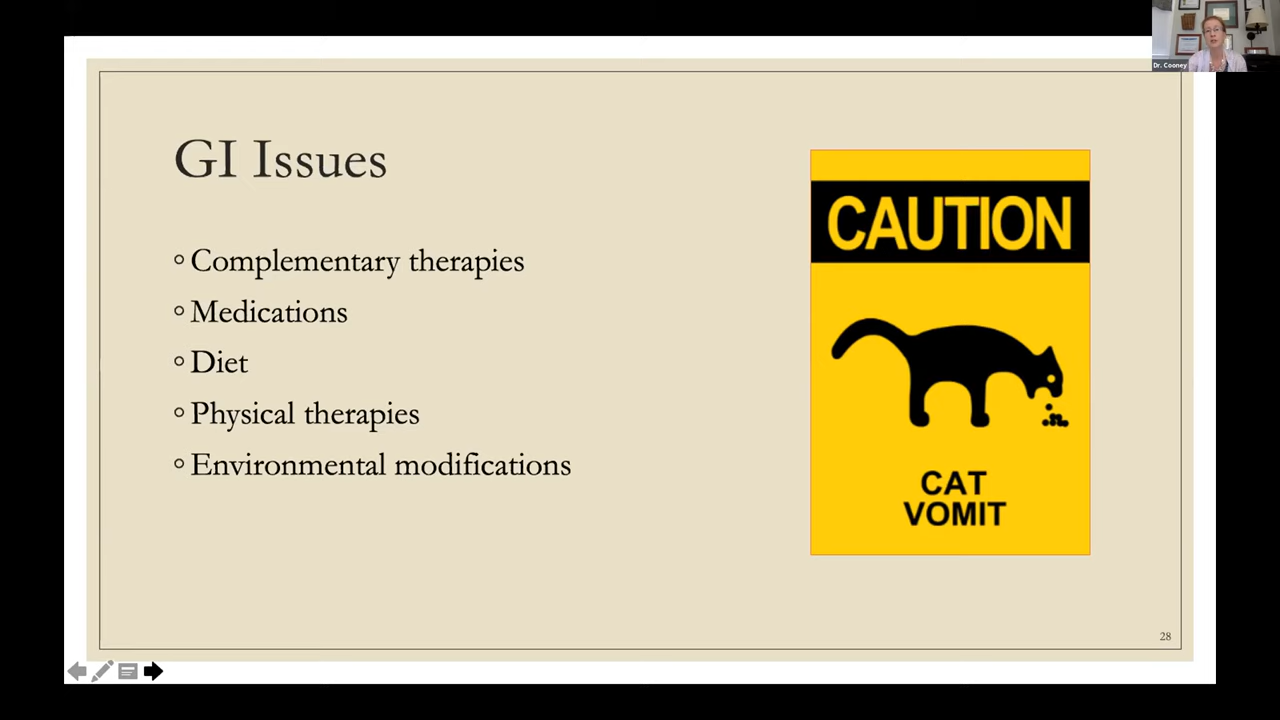 Dr. Cooney
GI Issues
Complementary therapies
Medications
Diet
Physical therapies
Environmental modifications
CAUTION
CAT
VOMIT
28